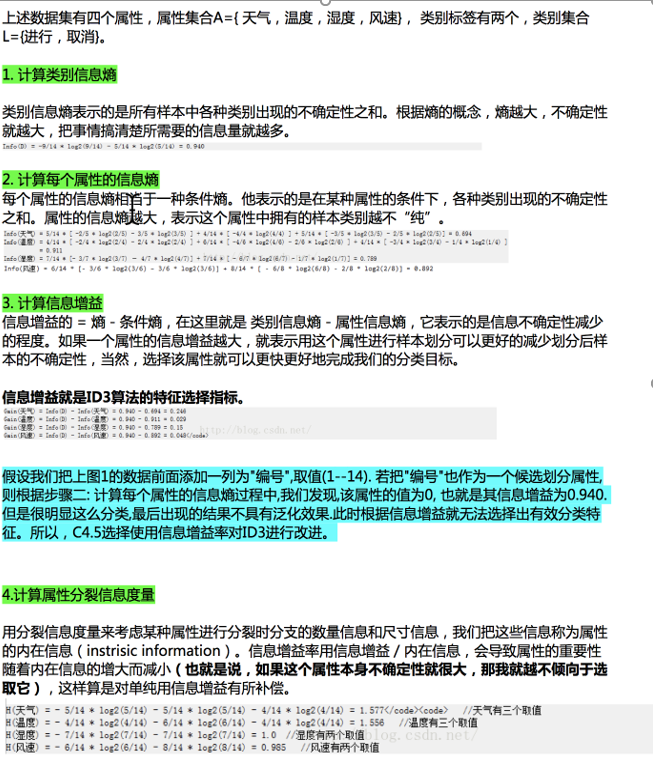 上述数据集有四个属性，属性集合A={ 天气，温度，湿度，风速}， 类别标签有两个，类别集合
L={进行，取消}。
1. 计算类别信息熵
类别信息熵表示的是所有样本中各种类别出现的不确定性之和。根据熵的概念，熵越大，不确定性
就越大，把事情搞清楚所需要的信息量就越多。
Info(D) = -9/14 * log2(9/14) - 5/14 * log2(5/14) = 0.940
2. 计算每个属性的信息熵
每个属性的信息熵相当于一种条件熵。他表示的是在某种属性的条件下，各种类别出现的不确定性
之和。属性的信息熵越大，表示这个属性中拥有的样本类别越不“纯”。
Info(天气) = 5/14 * [ -2/5 * log2(2/5) - 3/5 * log2(3/5) ] + 4/14 * [ -4/4 * log2(4/4) ] + 5/14 * [ -3/5 * log2(3/5) - 2/5 * log2(2/5)] = 0.694
Info(温度) = 4/14 * [ -2/4 * log2(2/4) - 2/4 * log2(2/4) ] + 6/14 * [ -4/6 * log2(4/6) - 2/6 * log2(2/6) ] + 4/14 * [ -3/4 * log2(3/4) - 1/4 * log2(1/4) ]
= 0.911
Info(湿度) = 7/14 * [- 3/7 * log2(3/7) - 4/7 * log2(4/7)] + 7/14 * [ - 6/7 * log2(6/7) - 1/7 * log2(1/7)] = 0.789
Info(风速) = 6/14 * [- 3/6 * log2(3/6) - 3/6 * log2(3/6)] + 8/14 * [ - 6/8 * log2(6/8) - 2/8 * log2(2/8)] = 0.892
3. 计算信息增益
信息增益的 = 熵 - 条件熵，在这里就是 类别信息熵 - 属性信息熵，它表示的是信息不确定性减少
的程度。如果一个属性的信息增益越大，就表示用这个属性进行样本划分可以更好的减少划分后样
本的不确定性，当然，选择该属性就可以更快更好地完成我们的分类目标。
信息增益就是ID3算法的特征选择指标。
Gain(天气) = Info(D) - Info(天气) = 0.940 - 0.694 = 0.246
Gain(温度) = Info(D) - Info(温度) = 0.940 - 0.911 = 0.029
Gain(湿度) = Info(D) - Info(湿度) = 0.940 - 0.789 = 0.15
Gain(风速) = Info(D) - Info(风速) = 0.940 - 0.892 = 0.048</code>
http://blog.csdn.net/
假设我们把上图1的数据前面添加一列为"编号",取值(1--14). 若把"编号"也作为一个候选划分属性,
则根据步骤二: 计算每个属性的信息熵过程中,我们发现,该属性的值为0, 也就是其信息增益为0.940.
但是很明显这么分类,最后出现的结果不具有泛化效果.此时根据信息增益就无法选择出有效分类特
征。所以，C4.5选择使用信息增益率对ID3进行改进。
4.计算属性分裂信息度量
用分裂信息度量来考虑某种属性进行分裂时分支的数量信息和尺寸信息，我们把这些信息称为属性
的内在信息（instrisic information）。信息增益率用信息增益 / 内在信息，会导致属性的重要性
随着内在信息的增大而减小（也就是说，如果这个属性本身不确定性就很大，那我就越不倾向于选
取它），这样算是对单纯用信息增益有所补偿。
H(天气) = - 5/14 * log2(5/14) - 5/14 * log2(5/14) - 4/14 * log2(4/14) = 1.577</code><code> //天气有三个取值
H(温度) = - 4/14 * log2(4/14) - 6/14 * log2(6/14) - 4/14 * log2(4/14) = 1.556 //温度有三个取值
H(湿度) = - 7/14 * log2(7/14) - 7/14 * log2(7/14) = 1.0 //湿度有两个取值
H(风速) = - 6/14 * log2(6/14) - 8/14 * log2(8/14) = 0.985 //风速有两个取值